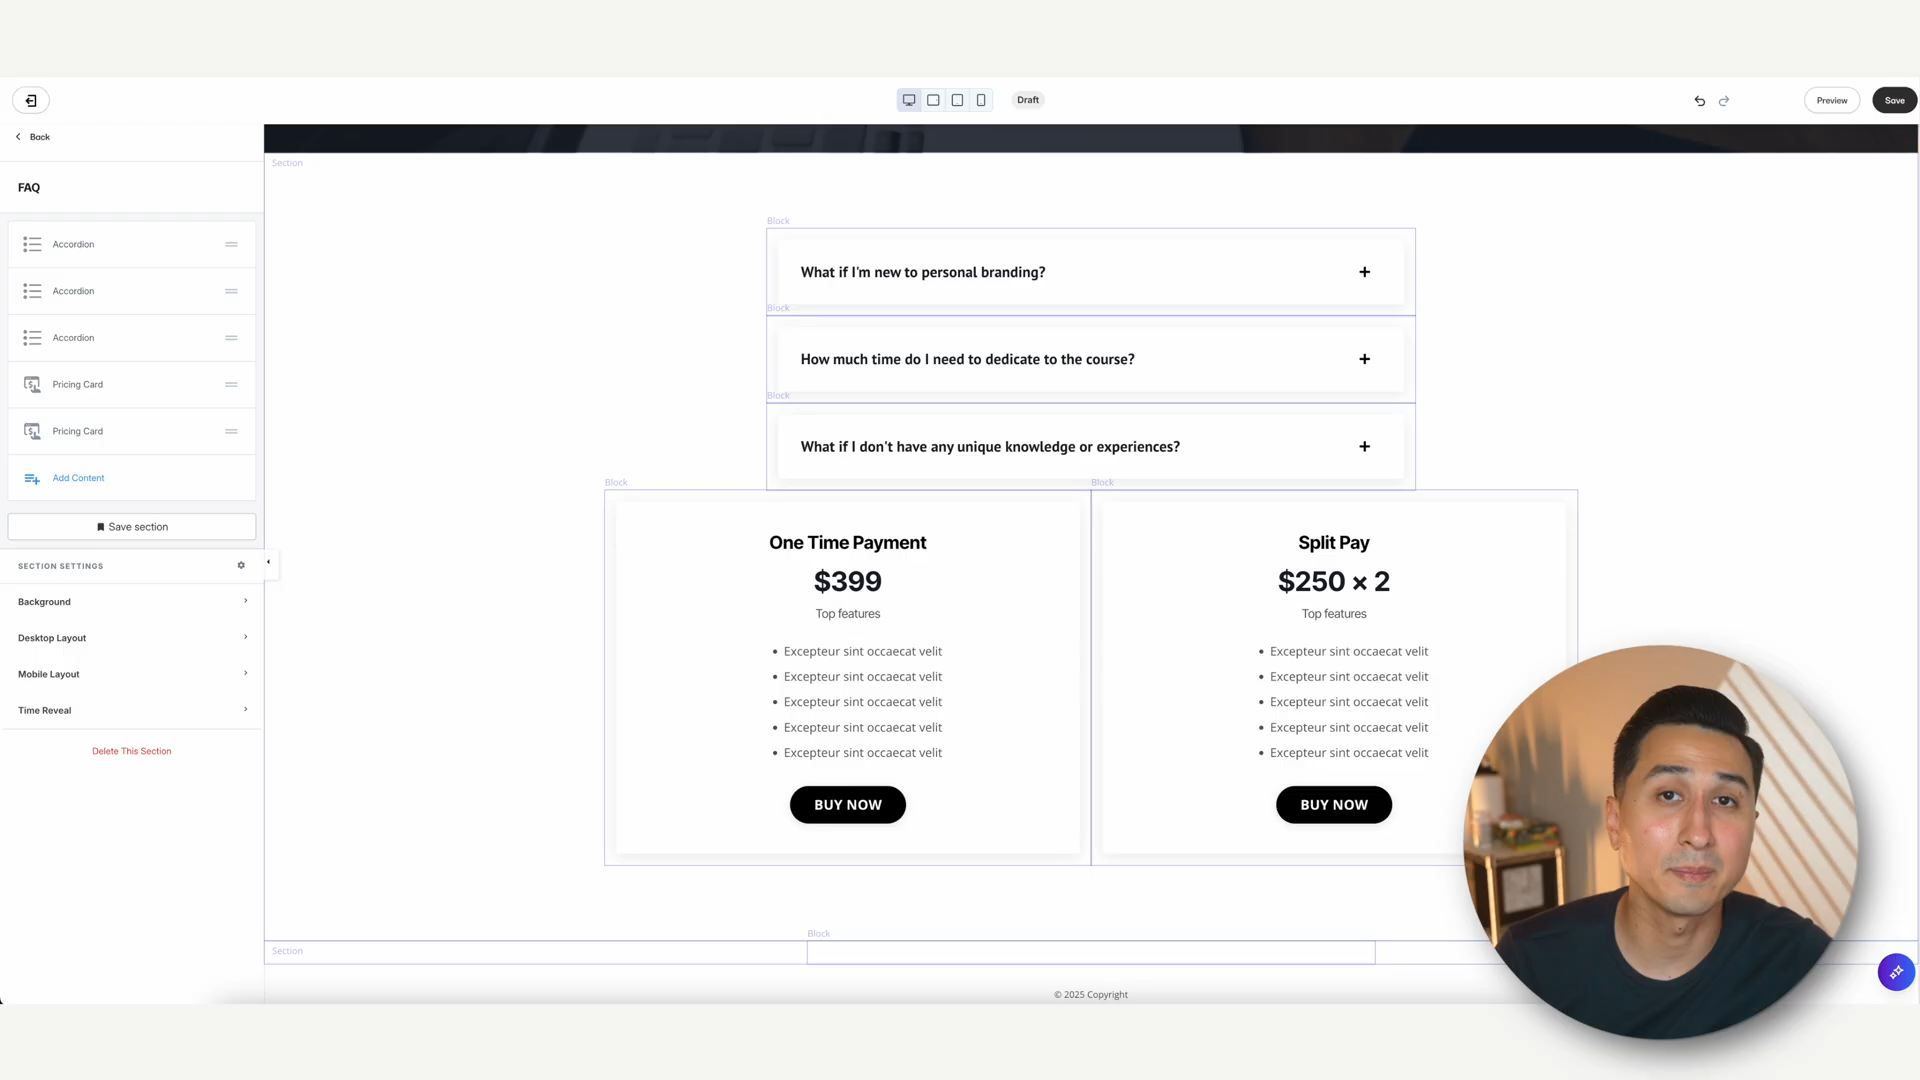 Draft
Preview
Save
Back
FAQ
Accordion
Accordion
Accordion
Pricing Card
Pricing Card
Add Content
Save section
SECTION SETTINGS
Background
Desktop Layout
Mobile Layout
Time Reveal
Delete This Section
Section
Block
What if I'm new to personal branding?
Block
How much time do I need to dedicate to the course?
Block
What if I don't have any unique knowledge or experiences?
Block
One Time Payment
$399
Top features
• Excepteur sint occaecat velit
• Excepteur sint occaecat velit
• Excepteur sint occaecat velit
• Excepteur sint occaecat velit
• Excepteur sint occaecat velit
BUY NOW
Block
Split Pay
$250 × 2
Top features
• Excepteur sint occaecat velit
• Excepteur sint occaecat velit
• Excepteur sint occaecat velit
• Excepteur sint occaecat velit
• Excepteur sint occaecat velit
BUY NOW
Block
Section
© 2025 Copyright